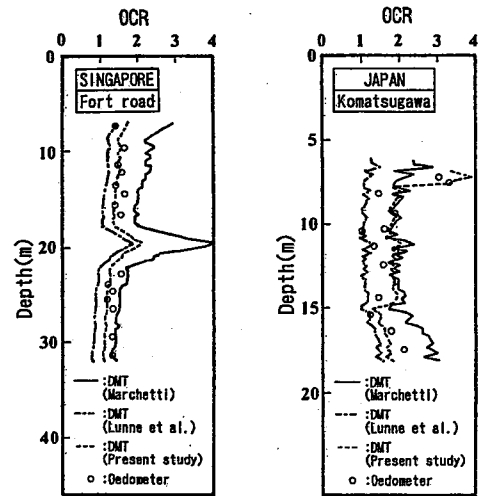 OCR
0 1 2 3 4
SINGAPORE
Fort road
10
20
30
40
Depth(m)
:DMT
(Marchetti)
:DMT
(Lunne et al.)
:DMT
(Present study)
:Oedometer
OCR
0 1 2 3 4
0
JAPAN
Komatsugawa
5
10
15
20
Depth(m)
:DMT
(Marchetti)
:DMT
(Lunne et al.)
:DMT
(Present study)
:Oedometer